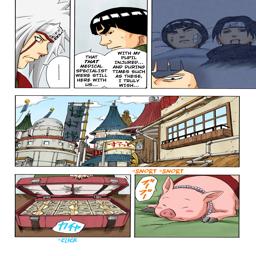 WITH MY
PUPIL
INJURED...
AND DURING
TIMES SUCH
AS THESE,
I TRULY
WISH...
THAT
THAT
MEDICAL
SPECIALIST
WERE STILL
HERE WITH
US...
*SNORT *SNORT
*CLICK